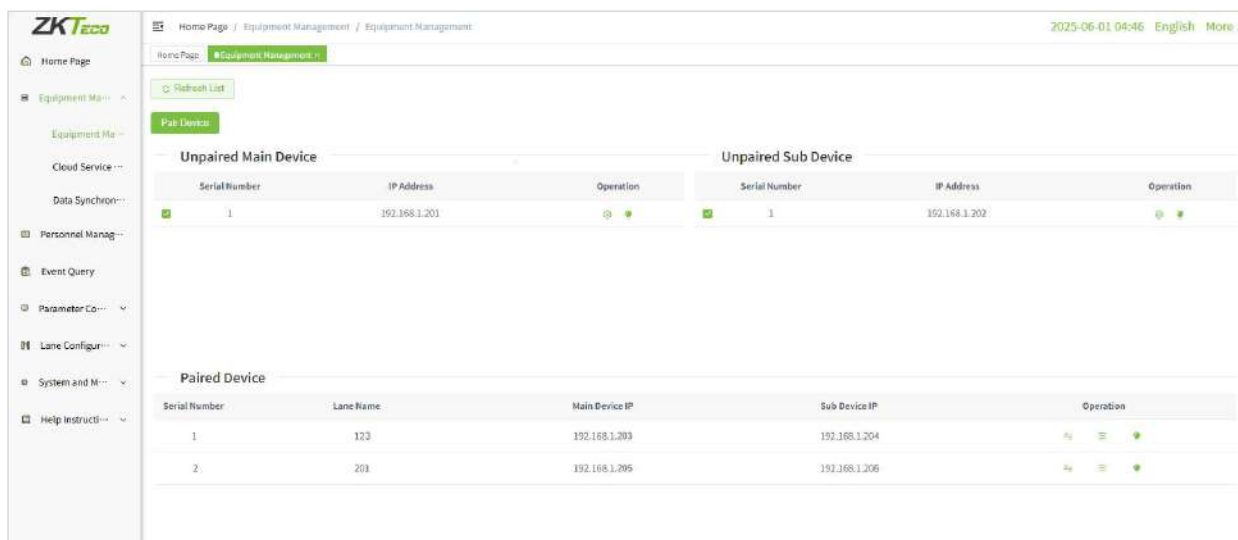 ZKTeco
Home Page / Equipment Management / Equipment Management
2025-06-01 04:46 English More
Home Page
Equipment Management ×
Home Page
Equipment Ma···
Equipment Ma···
Cloud Service ···
Data Synchron···
Personnel Manag···
Event Query
Parameter Co···
Lane Configur···
System and M···
Help Instructi···
Refresh List
Pair Device
Unpaired Main Device
Serial Number IP Address Operation
1 192.168.1.201
Unpaired Sub Device
Serial Number IP Address Operation
1 192.168.1.202
Paired Device
Serial Number Lane Name Main Device IP Sub Device IP Operation
1 123 192.168.1.203 192.168.1.204
2 201 192.168.1.205 192.168.1.206